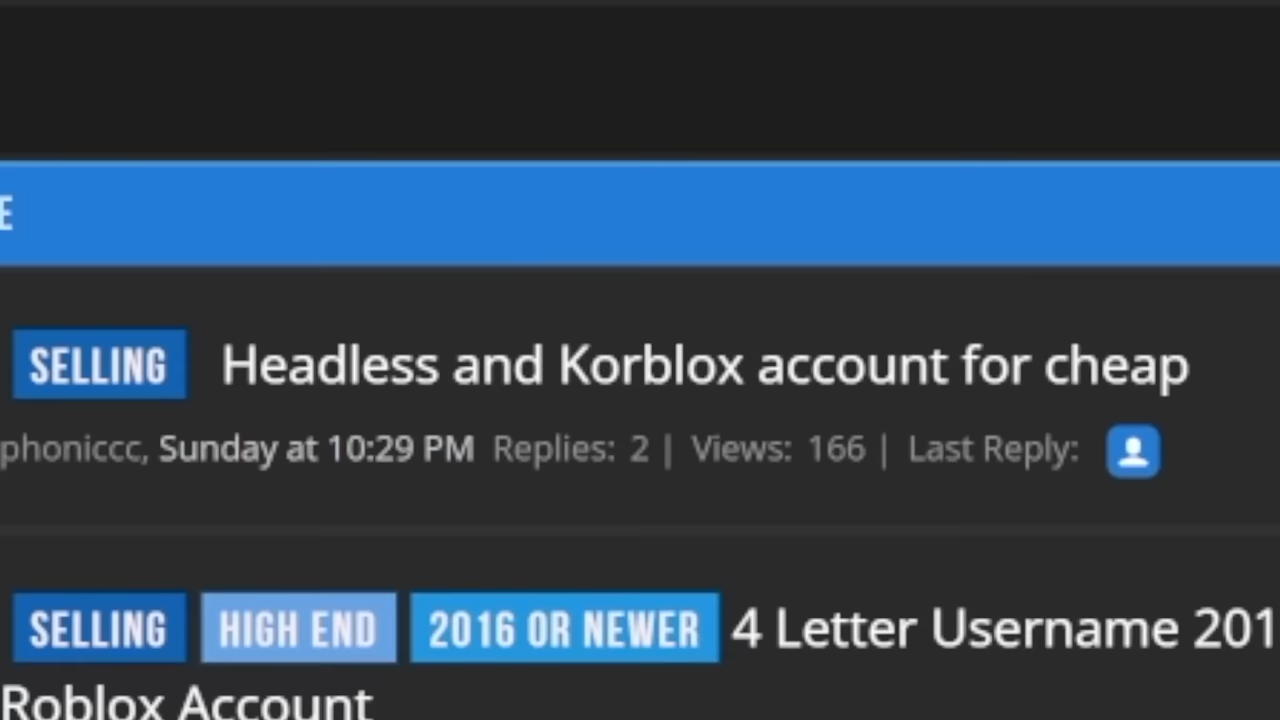 E
SELLING Headless and Korblox account for cheap
phoniccc, Sunday at 10:29 PM Replies: 2 | Views: 166 | Last Reply:
SELLING HIGH END 2016 OR NEWER 4 Letter Username 201
Roblox Account